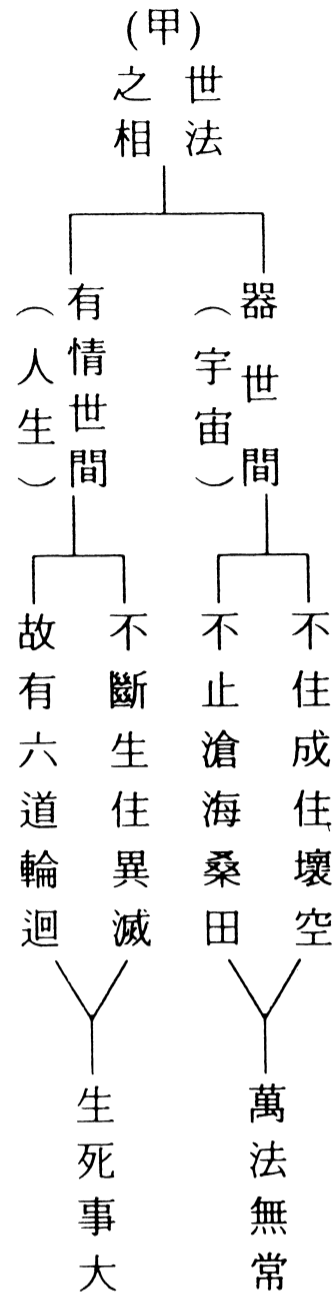 (甲)
世法
之相
器世間
（宇宙）
不住成住壞空
不止滄海桑田
萬法無常
有情世間
（人生）
不斷生住異滅
故有六道輪迴
生死事大